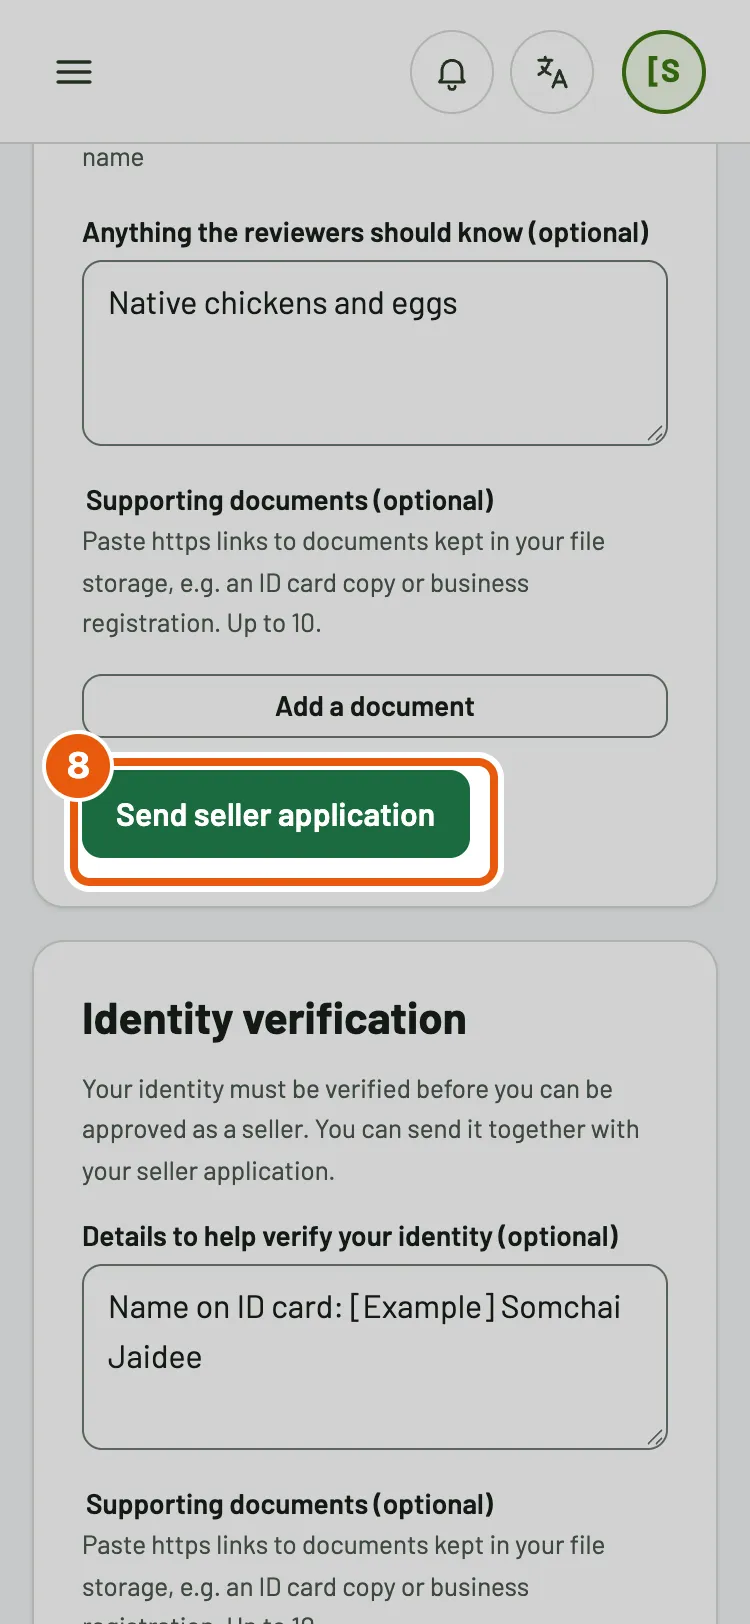 [S
name
Anything the reviewers should know (optional)
Native chickens and eggs
Supporting documents (optional)
Paste https links to documents kept in your file
storage, e.g. an ID card copy or business
registration. Up to 10.
Add a document
8
Send seller application
Identity verification
Your identity must be verified before you can be
approved as a seller. You can send it together with
your seller application.
Details to help verify your identity (optional)
Name on ID card: [Example] Somchai
Jaidee
Supporting documents (optional)
Paste https links to documents kept in your file
storage, e.g. an ID card copy or business
registration. Up to 10.